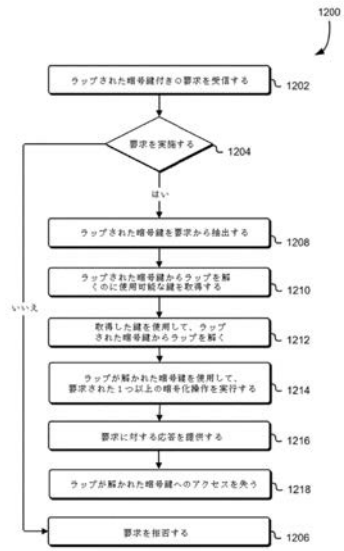 1200
ラップされた暗号鍵付き○要求を受信する
1202
要求を実施する
1204
はい
いいえ
ラップされた暗号鍵を要求から抽出する
1208
ラップされた暗号鍵からラップを解
くのに使用可能な鍵を取得する
1210
取得した鍵を使用して、ラップ
された暗号鍵からラップを解く
1212
ラップが解かれた暗号鍵を使用して、
要求された1つ以上の暗号化操作を実行する
1214
要求に対する応答を提供する
1216
ラップが解かれた暗号鍵へのアクセスを失う
1218
要求を拒否する
1206